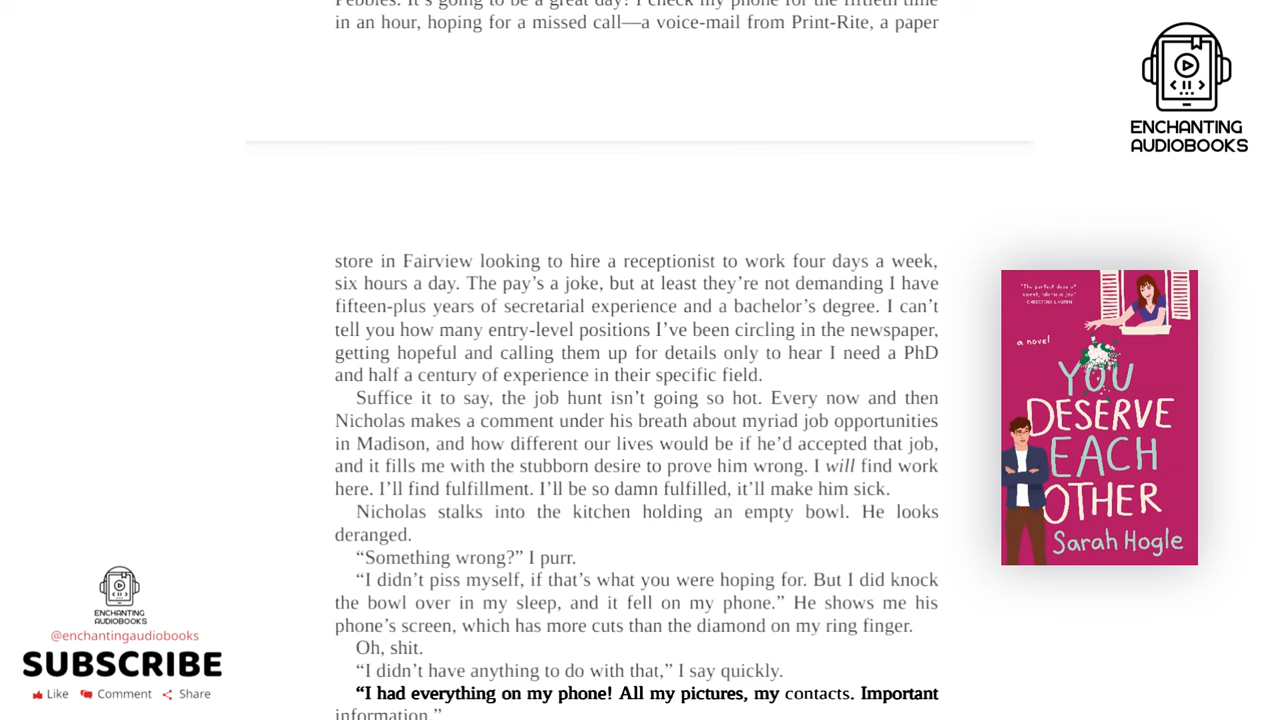 Pebbles. It's going to be a great day! I check my phone for the fiftieth time
in an hour, hoping for a missed call—a voice-mail from Print-Rite, a paper
ENCHANTING
AUDIOBOOKS
store in Fairview looking to hire a receptionist to work four days a week,
six hours a day. The pay's a joke, but at least they're not demanding I have
fifteen-plus years of secretarial experience and a bachelor's degree. I can't
tell you how many entry-level positions I've been circling in the newspaper,
getting hopeful and calling them up for details only to hear I need a PhD
and half a century of experience in their specific field.
Suffice it to say, the job hunt isn't going so hot. Every now and then
Nicholas makes a comment under his breath about myriad job opportunities
in Madison, and how different our lives would be if he'd accepted that job,
and it fills me with the stubborn desire to prove him wrong. I will find work
here. I'll find fulfillment. I'll be so damn fulfilled, it'll make him sick.
Nicholas stalks into the kitchen holding an empty bowl. He looks
deranged.
“Something wrong?” I purr.
“I didn't piss myself, if that's what you were hoping for. But I did knock
the bowl over in my sleep, and it fell on my phone.” He shows me his
phone's screen, which has more cuts than the diamond on my ring finger.
Oh, shit.
“I didn't have anything to do with that,” I say quickly.
“I had everything on my phone! All my pictures, my contacts. Important
information.”
"The perfect dose of
a novel
YOU
DESERVE
EACH
OTHER
Sarah Hogle
ENCHANTING
AUDIOBOOKS
@enchantingaudiobooks
SUBSCRIBE
Like Comment Share